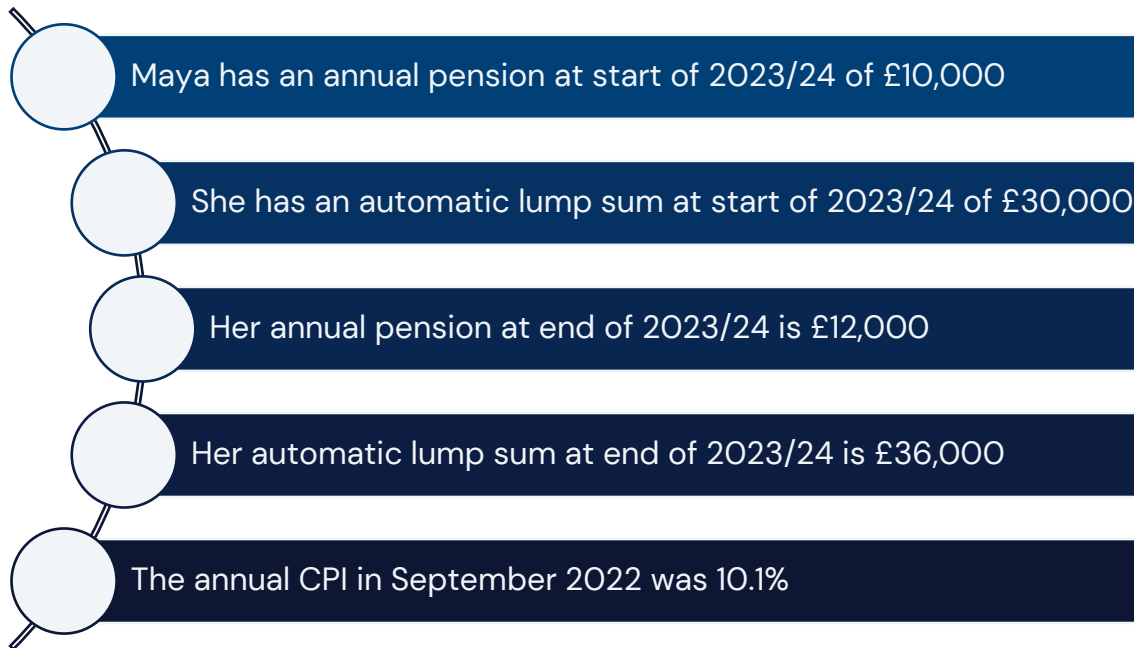 Maya has an annual pension at start of 2023/24 of £10,000
She has an automatic lump sum at start of 2023/24 of £30,000
Her annual pension at end of 2023/24 is £12,000
Her automatic lump sum at end of 2023/24 is £36,000
The annual CPI in September 2022 was 10.1%